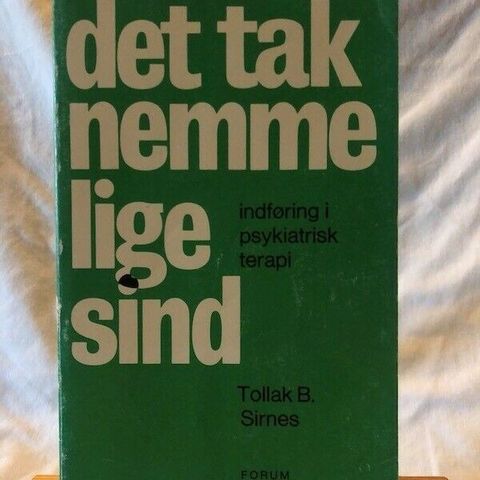 det tak
nemme
lige
sind
indføring i
psykiatrisk
terapi
Tollak B.
Sirnes
FORUM